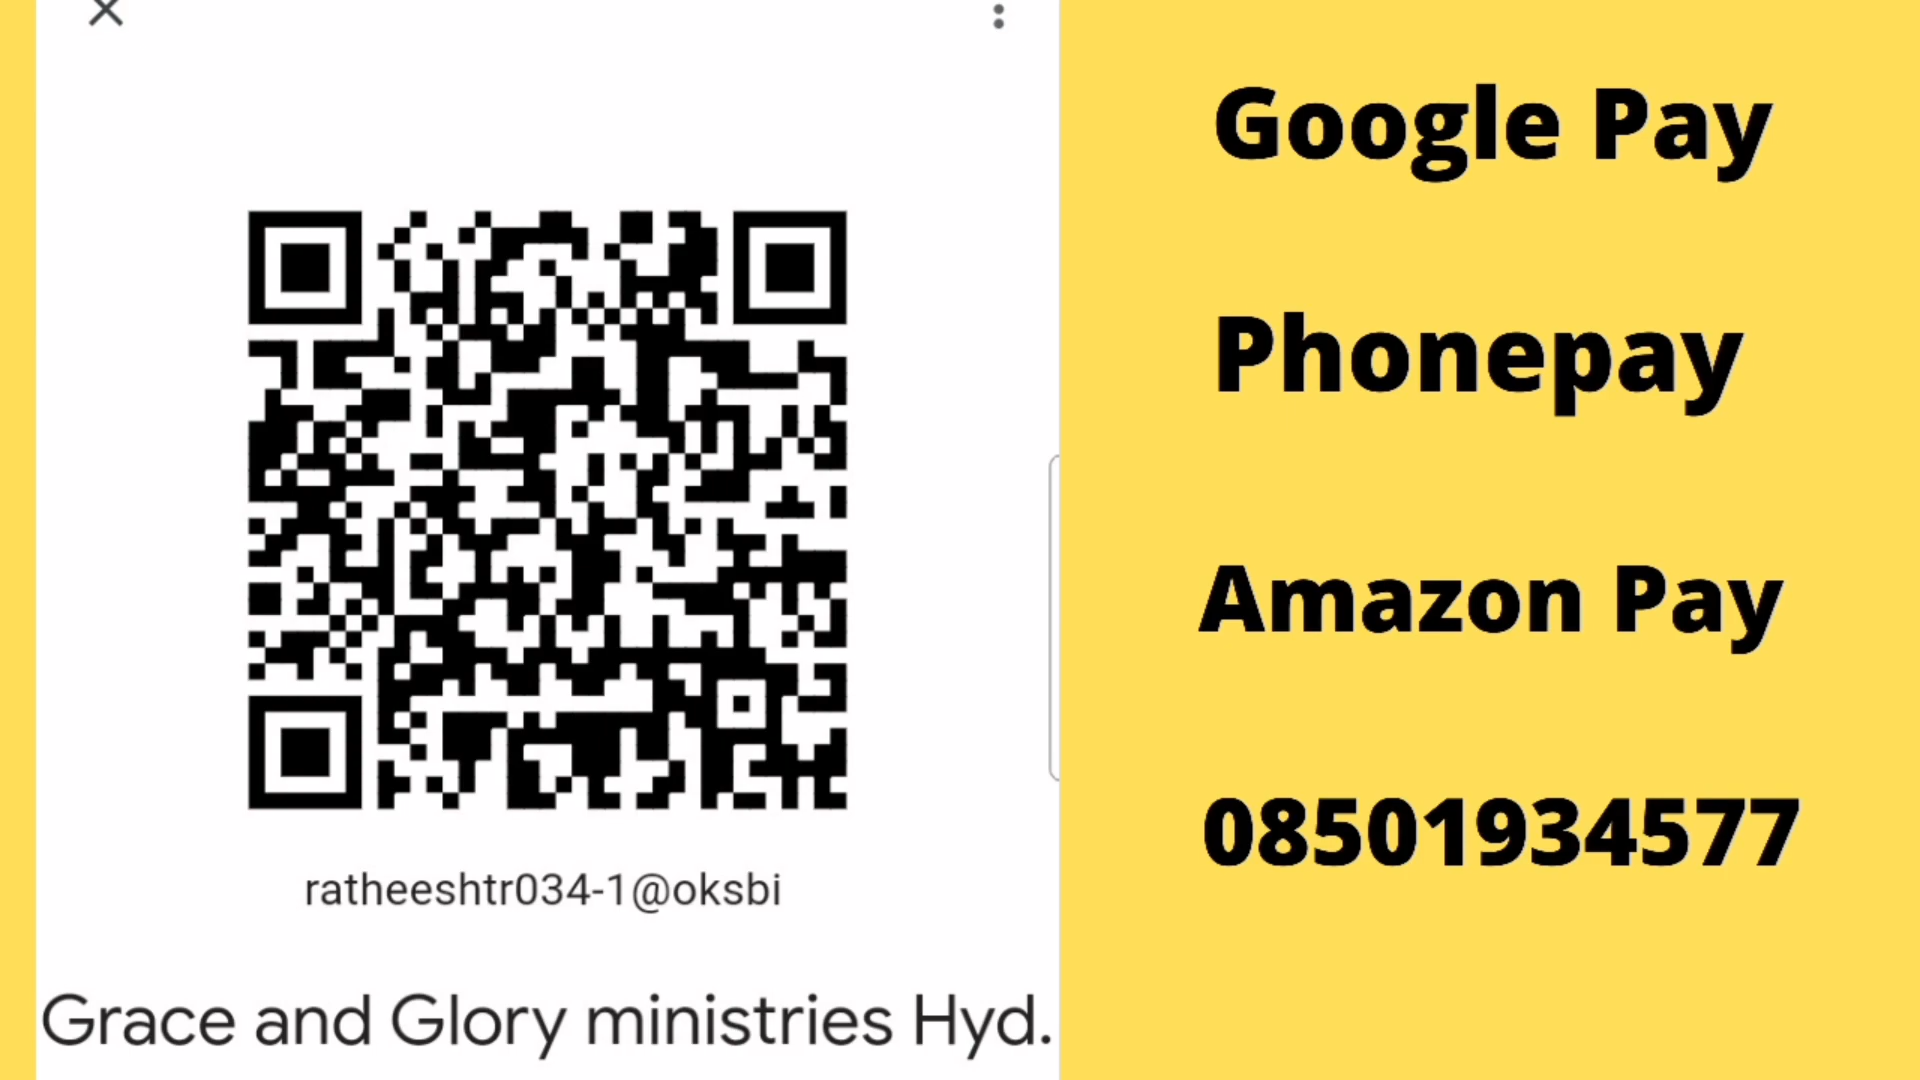 ratheeshtr034-1@oksbi
Grace and Glory ministries Hyd.
Google Pay
Phonepay
Amazon Pay
08501934577